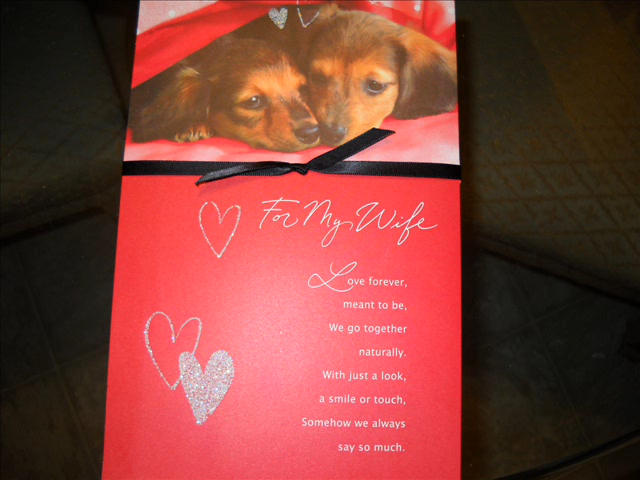 For My Wife
Love forever,
meant to be,
We go together
naturally.
With just a look,
a smile or touch,
Somehow we always
say so much.